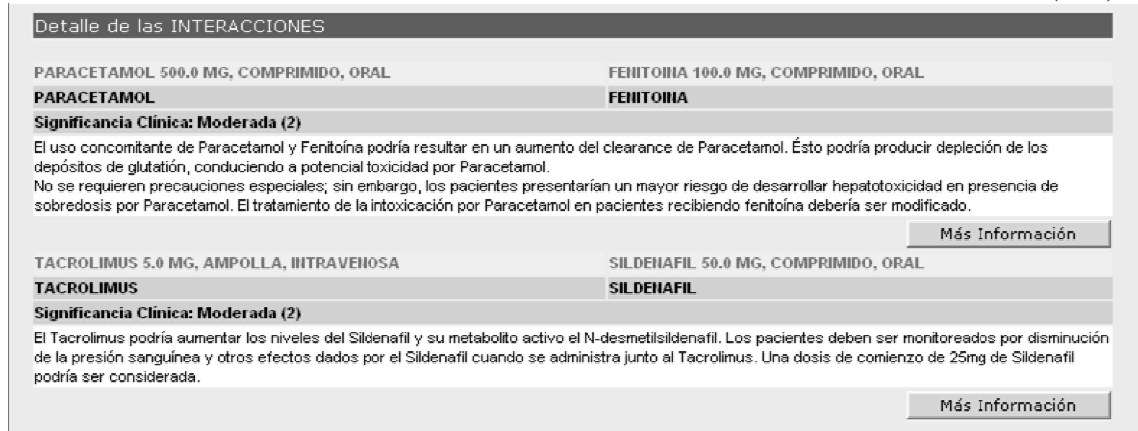 Detalle de las INTERACCIONES
PARACETAMOL 500.0 MG, COMPRIMIDO, ORAL FENITOINA 100.0 MG, COMPRIMIDO, ORAL
PARACETAMOL FENITOINA
Significancia Clínica: Moderada (2)
El uso concomitante de Paracetamol y Fenitoína podría resultar en un aumento del clearance de Paracetamol. Ésto podría producir depleción de los
depósitos de glutatión, conduciendo a potencial toxicidad por Paracetamol.
No se requieren precauciones especiales; sin embargo, los pacientes presentarían un mayor riesgo de desarrollar hepatotoxicidad en presencia de
sobredosis por Paracetamol. El tratamiento de la intoxicación por Paracetamol en pacientes recibiendo fenitoína debería ser modificado.
Más Información
TACROLIMUS 5.0 MG, AMPOLLA, INTRAVENOSA SILDENAFIL 50.0 MG, COMPRIMIDO, ORAL
TACROLIMUS SILDENAFIL
Significancia Clínica: Moderada (2)
El Tacrolimus podría aumentar los niveles del Sildenafil y su metabolito activo el N-desmetilsildenafil. Los pacientes deben ser monitoreados por disminución
de la presión sanguínea y otros efectos dados por el Sildenafil cuando se administra junto al Tacrolimus. Una dosis de comienzo de 25mg de Sildenafil
podría ser considerada.
Más Información